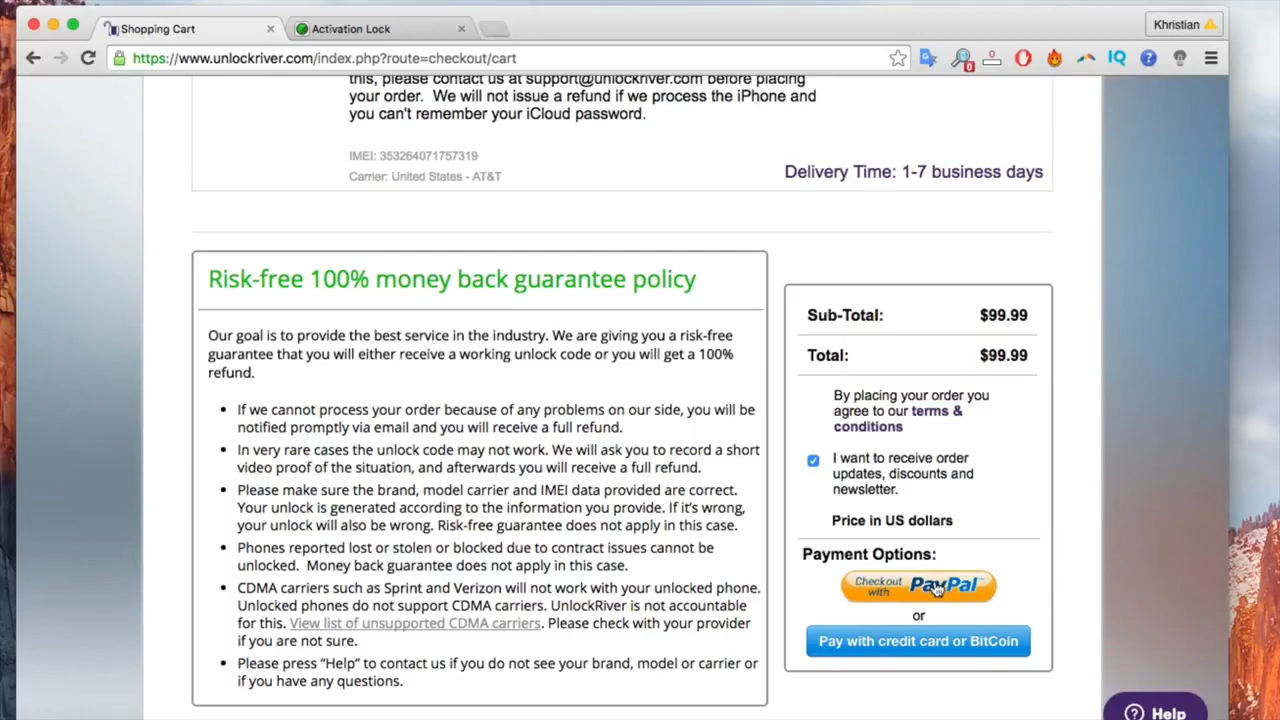 Shopping Cart
Activation Lock
Khristian
https://www.unlockriver.com/index.php?route=checkout/cart
0
IQ
?
this, please contact us at support@unlockriver.com before placing
your order. We will not issue a refund if we process the iPhone and
you can't remember your iCloud password.
IMEI: 353264071757319
Carrier: United States - AT&T
Delivery Time: 1-7 business days
Risk-free 100% money back guarantee policy
Our goal is to provide the best service in the industry. We are giving you a risk-free
guarantee that you will either receive a working unlock code or you will get a 100%
refund.
• If we cannot process your order because of any problems on our side, you will be
notified promptly via email and you will receive a full refund.
• In very rare cases the unlock code may not work. We will ask you to record a short
video proof of the situation, and afterwards you will receive a full refund.
• Please make sure the brand, model carrier and IMEI data provided are correct.
Your unlock is generated according to the information you provide. If it's wrong,
your unlock will also be wrong. Risk-free guarantee does not apply in this case.
• Phones reported lost or stolen or blocked due to contract issues cannot be
unlocked. Money back guarantee does not apply in this case.
• CDMA carriers such as Sprint and Verizon will not work with your unlocked phone.
Unlocked phones do not support CDMA carriers. UnlockRiver is not accountable
for this. View list of unsupported CDMA carriers. Please check with your provider
if you are not sure.
• Please press “Help” to contact us if you do not see your brand, model or carrier or
if you have any questions.
Sub-Total: $99.99
Total: $99.99
By placing your order you
agree to our terms &
conditions
I want to receive order
updates, discounts and
newsletter.
Price in US dollars
Payment Options:
Checkout with PayPal
or
Pay with credit card or BitCoin
? Help